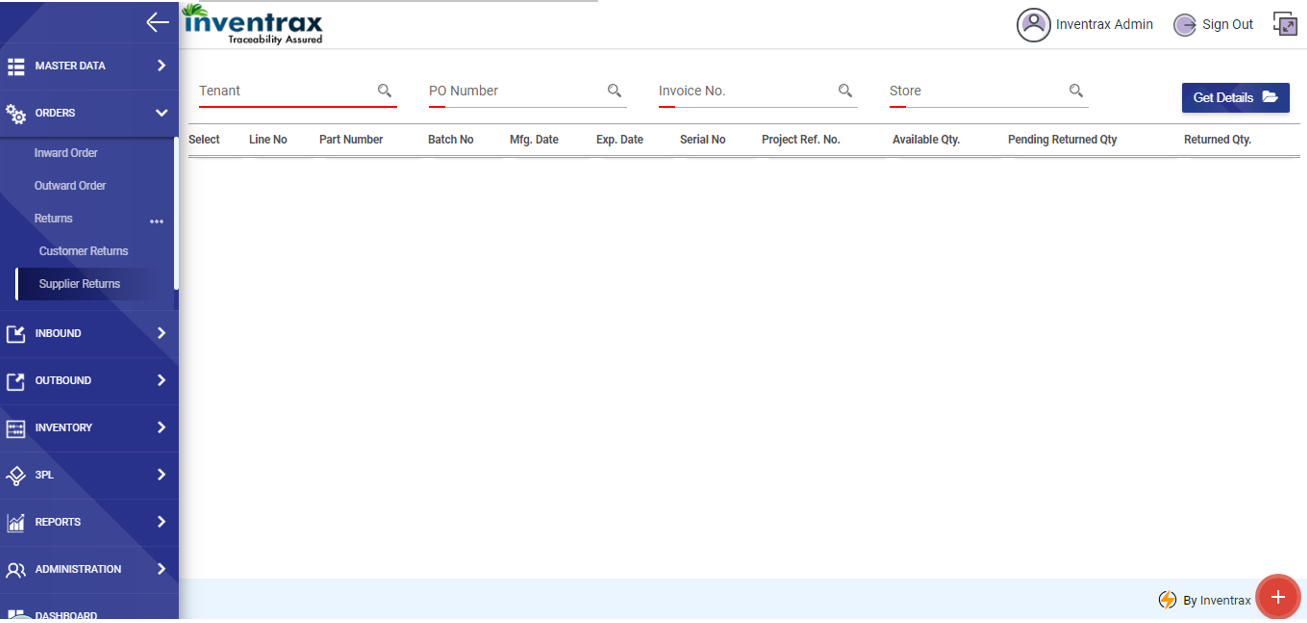 inventrax
Traceability Assured
Inventrax Admin
Sign Out
MASTER DATA
ORDERS
Inward Order
Outward Order
Returns
Customer Returns
Supplier Returns
INBOUND
OUTBOUND
INVENTORY
3PL
REPORTS
ADMINISTRATION
DASHBOARD
Tenant PO Number Invoice No. Store Get Details
Select Line No Part Number Batch No Mfg. Date Exp. Date Serial No Project Ref. No. Available Qty. Pending Returned Qty Returned Qty.
By Inventrax